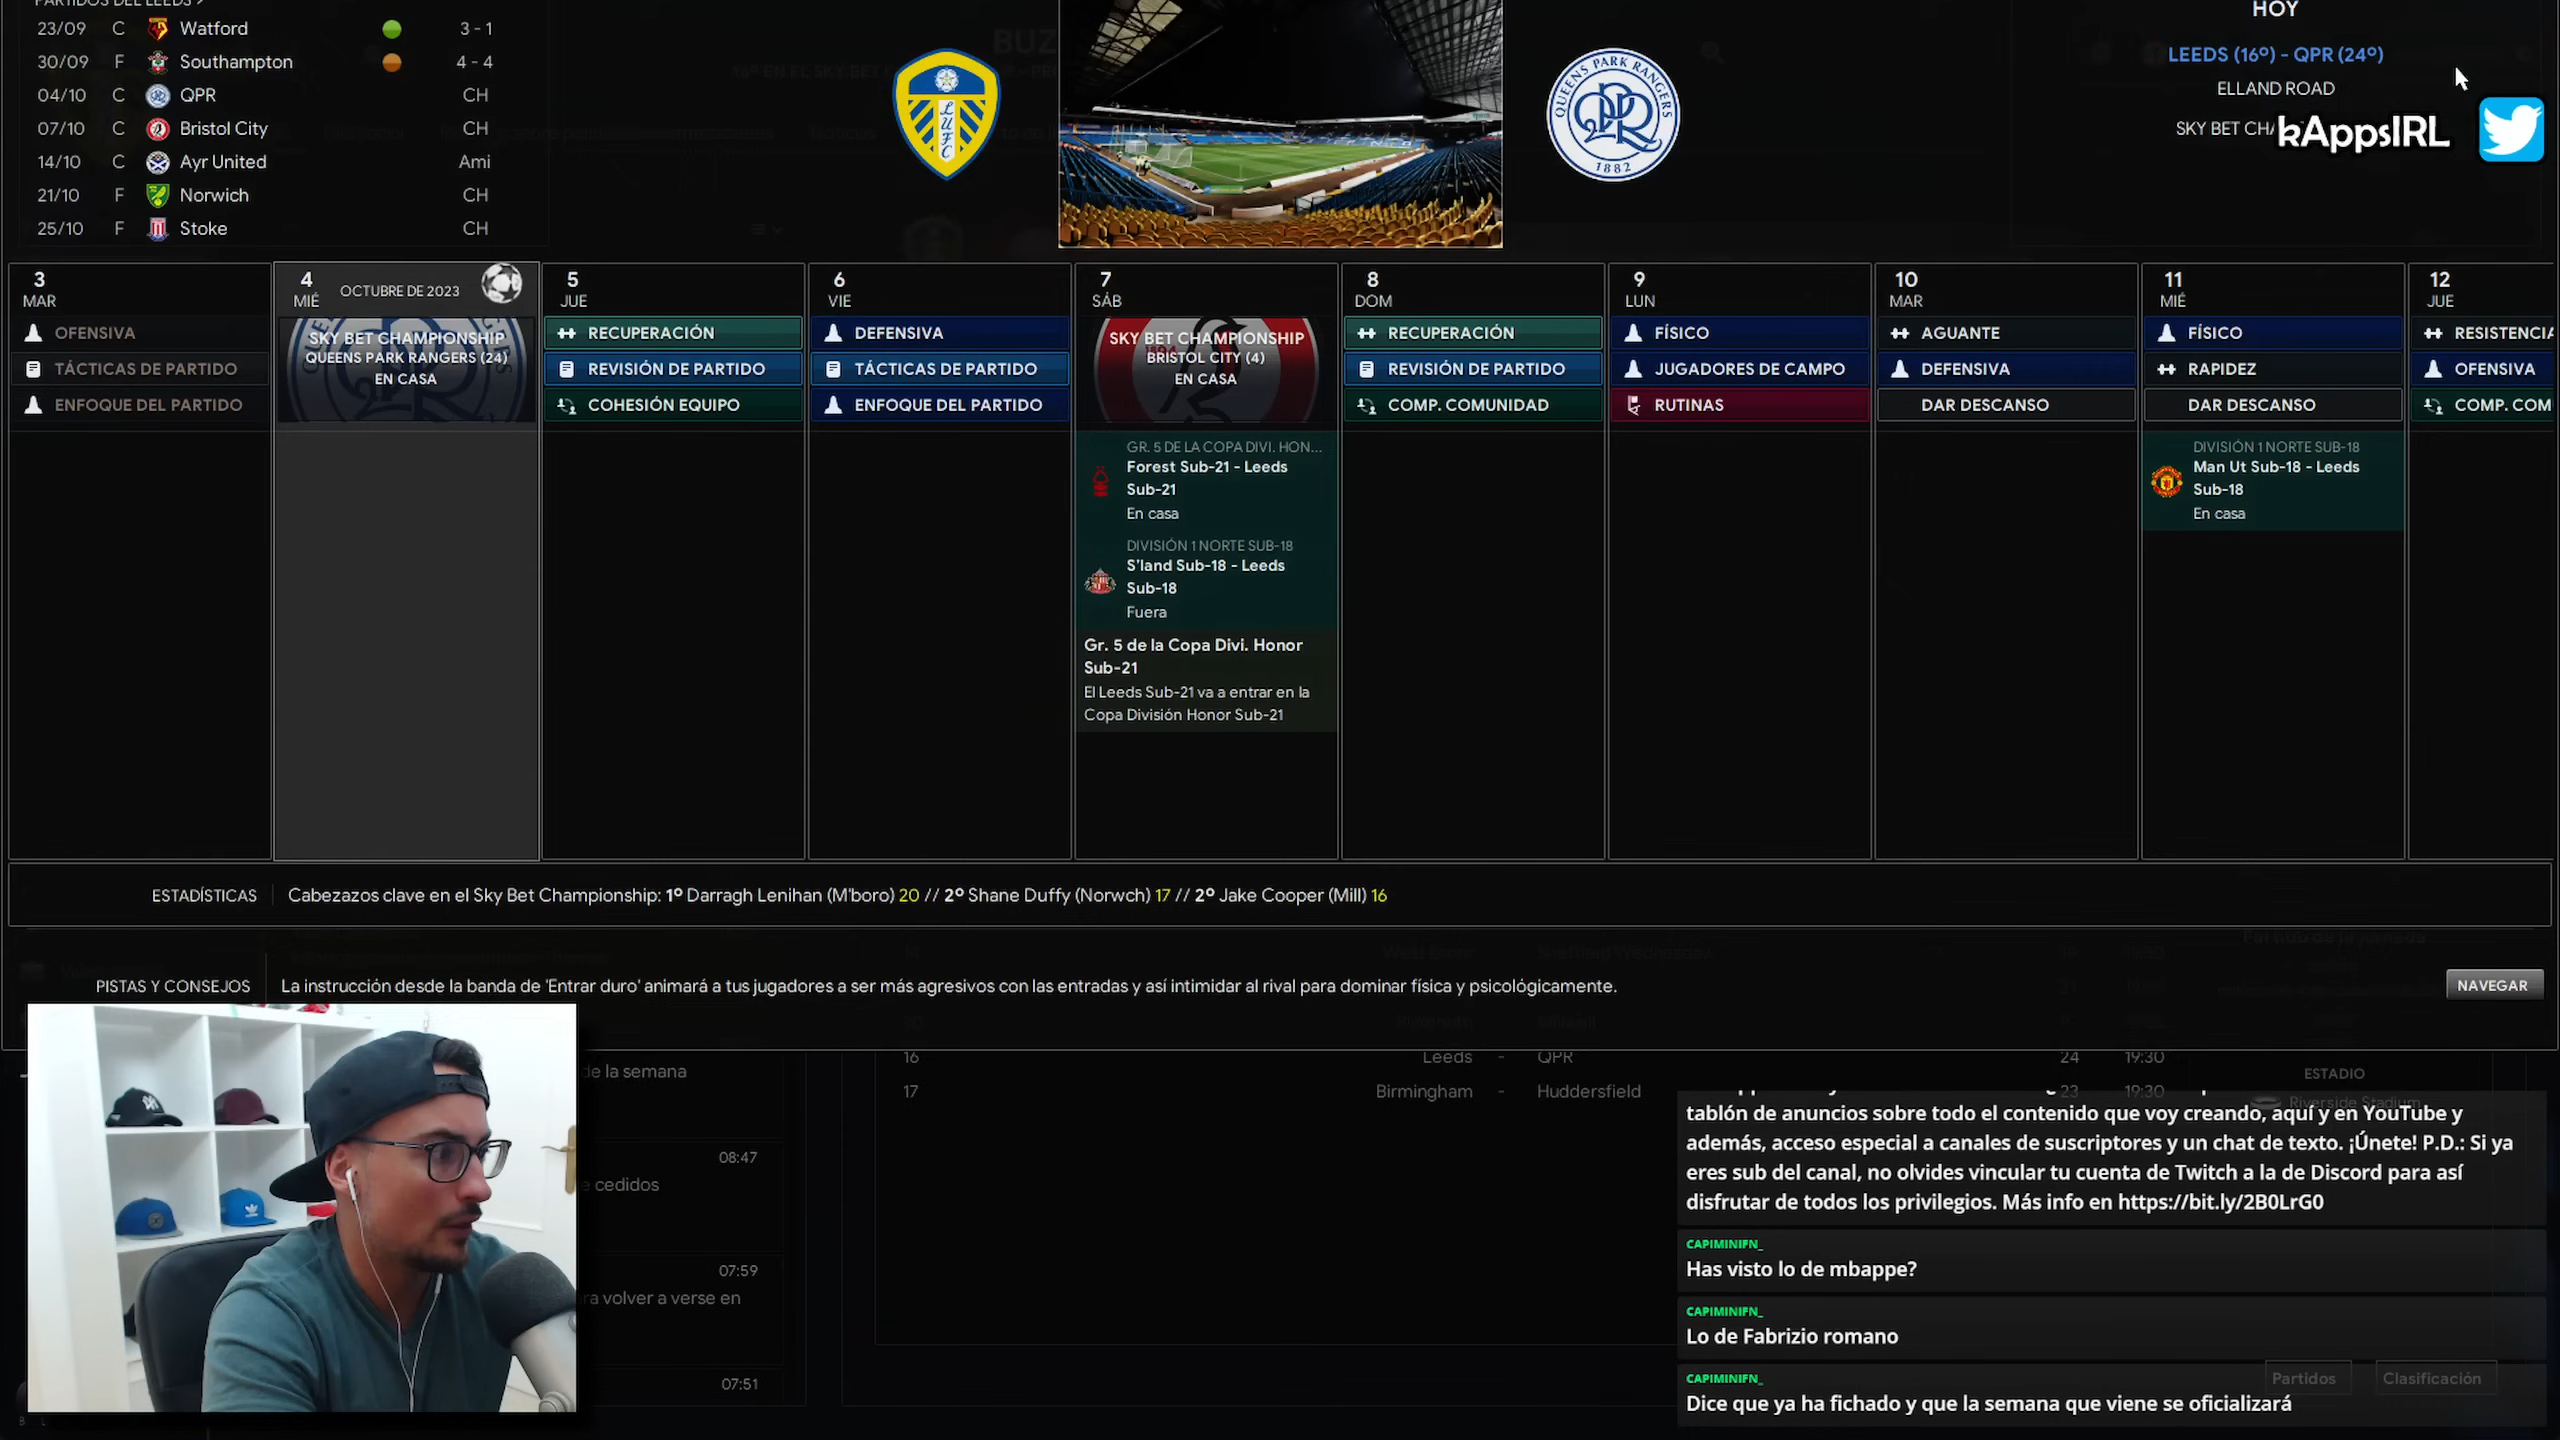 PARTIDOS DEL LEEDS >
23/09 C Watford 3 - 1
30/09 F Southampton 4 - 4
04/10 C QPR CH
07/10 C Bristol City CH
14/10 C Ayr United Ami
21/10 F Norwich CH
25/10 F Stoke CH
LUFC
QUEENS PARK RANGERS
1882
HOY
LEEDS (16º) - QPR (24º)
ELLAND ROAD
SKY BET CHA
kAppsIRL
3
MAR
OFENSIVA
TÁCTICAS DE PARTIDO
ENFOQUE DEL PARTIDO
4
MIÉ
OCTUBRE DE 2023
SKY BET CHAMPIONSHIP
QUEENS PARK RANGERS (24)
EN CASA
5
JUE
RECUPERACIÓN
REVISIÓN DE PARTIDO
COHESIÓN EQUIPO
6
VIE
DEFENSIVA
TÁCTICAS DE PARTIDO
ENFOQUE DEL PARTIDO
7
SÁB
SKY BET CHAMPIONSHIP
BRISTOL CITY (4)
EN CASA
GR. 5 DE LA COPA DIVI. HON...
Forest Sub-21 - Leeds
Sub-21
En casa
DIVISIÓN 1 NORTE SUB-18
S'land Sub-18 - Leeds
Sub-18
Fuera
Gr. 5 de la Copa Divi. Honor
Sub-21
El Leeds Sub-21 va a entrar en la
Copa División Honor Sub-21
8
DOM
RECUPERACIÓN
REVISIÓN DE PARTIDO
COMP. COMUNIDAD
9
LUN
FÍSICO
JUGADORES DE CAMPO
RUTINAS
10
MAR
AGUANTE
DEFENSIVA
DAR DESCANSO
11
MIÉ
FÍSICO
RAPIDEZ
DAR DESCANSO
DIVISIÓN 1 NORTE SUB-18
Man Ut Sub-18 - Leeds
Sub-18
En casa
12
JUE
RESISTENCIA
OFENSIVA
COMP. COM
ESTADÍSTICAS
Cabezazos clave en el Sky Bet Championship: 1º Darragh Lenihan (M'boro) 20 // 2º Shane Duffy (Norwch) 17 // 2º Jake Cooper (Mill) 16
PISTAS Y CONSEJOS
La instrucción desde la banda de 'Entrar duro' animará a tus jugadores a ser más agresivos con las entradas y así intimidar al rival para dominar física y psicológicamente.
NAVEGAR
de la semana
08:47
cedidos
07:59
ra volver a verse en
07:51
16 Leeds - QPR 24 19:30
17 Birmingham - Huddersfield 23 19:30
ESTADIO
Riverside Stadium
tablón de anuncios sobre todo el contenido que voy creando, aquí y en YouTube y
además, acceso especial a canales de suscriptores y un chat de texto. ¡Únete! P.D.: Si ya
eres sub del canal, no olvides vincular tu cuenta de Twitch a la de Discord para así
disfrutar de todos los privilegios. Más info en https://bit.ly/2B0LrG0
CAPIMINIFN_
Has visto lo de mbappe?
CAPIMINIFN_
Lo de Fabrizio romano
CAPIMINIFN_
Dice que ya ha fichado y que la semana que viene se oficializará
Partidos
Clasificación